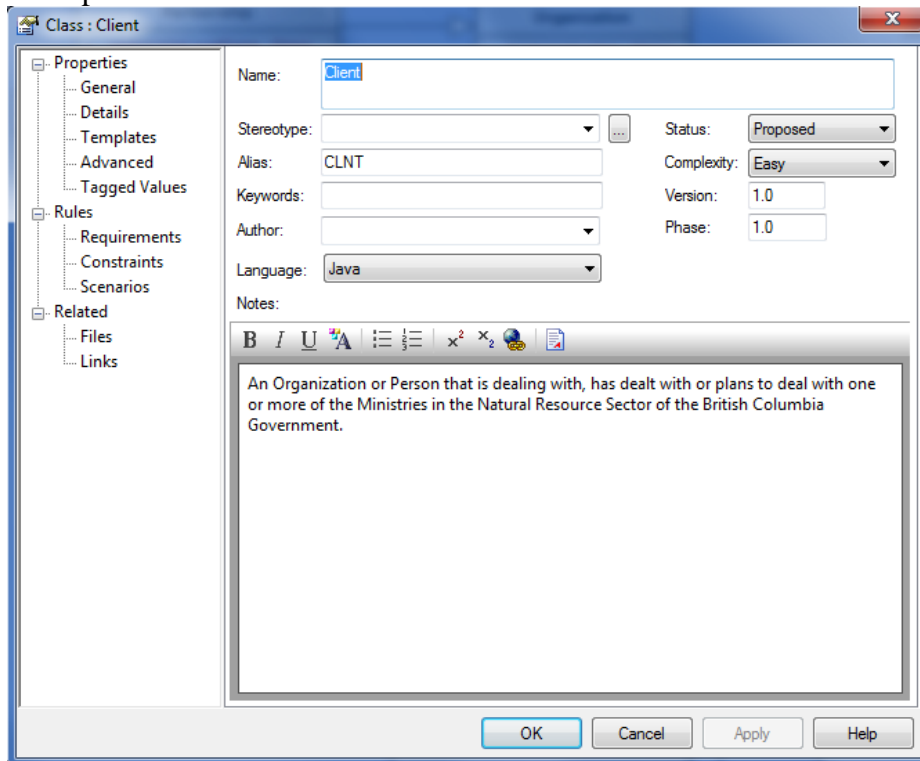 Class : Client
Properties
General
Details
Templates
Advanced
Tagged Values
Rules
Requirements
Constraints
Scenarios
Related
Files
Links
Name: Client
Stereotype: ... Status: Proposed
Alias: CLNT Complexity: Easy
Keywords: Version: 1.0
Author: Phase: 1.0
Language: Java
Notes:
B I U A x² x₂
An Organization or Person that is dealing with, has dealt with or plans to deal with one
or more of the Ministries in the Natural Resource Sector of the British Columbia
Government.
OK Cancel Apply Help